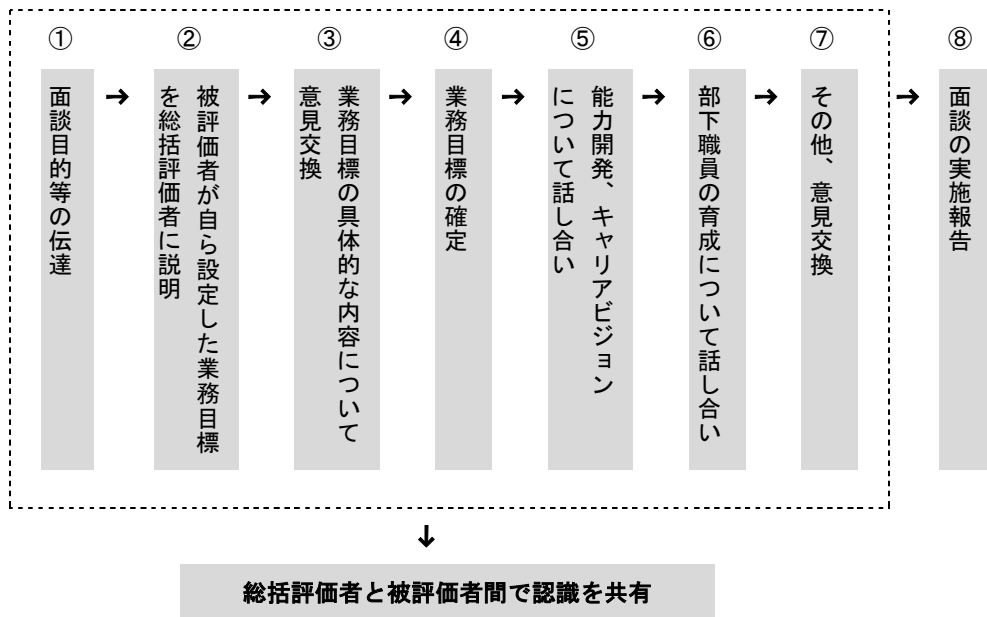 ①
面談目的等の伝達
→
②
被評価者が自ら設定した業務目標
を総括評価者に説明
→
③
業務目標の具体的な内容について
意見交換
→
④
業務目標の確定
→
⑤
能力開発、キャリアビジョン
について話し合い
→
⑥
部下職員の育成について話し合い
→
⑦
その他、意見交換
→
⑧
面談の実施報告
↓
総括評価者と被評価者間で認識を共有